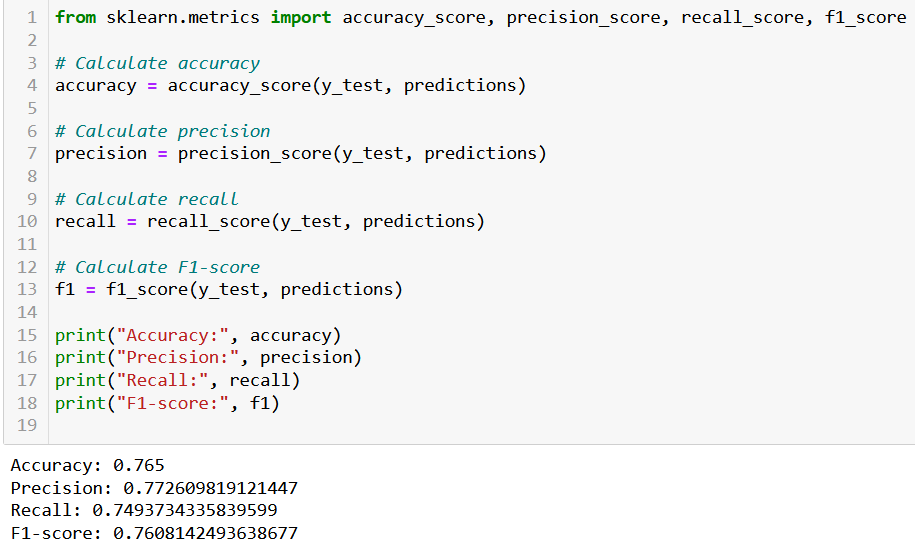 1 from sklearn.metrics import accuracy_score, precision_score, recall_score, f1_score
2
3 # Calculate accuracy
4 accuracy = accuracy_score(y_test, predictions)
5
6 # Calculate precision
7 precision = precision_score(y_test, predictions)
8
9 # Calculate recall
10 recall = recall_score(y_test, predictions)
11
12 # Calculate F1-score
13 f1 = f1_score(y_test, predictions)
14
15 print("Accuracy:", accuracy)
16 print("Precision:", precision)
17 print("Recall:", recall)
18 print("F1-score:", f1)
19
Accuracy: 0.765
Precision: 0.772609819121447
Recall: 0.7493734335839599
F1-score: 0.7608142493638677